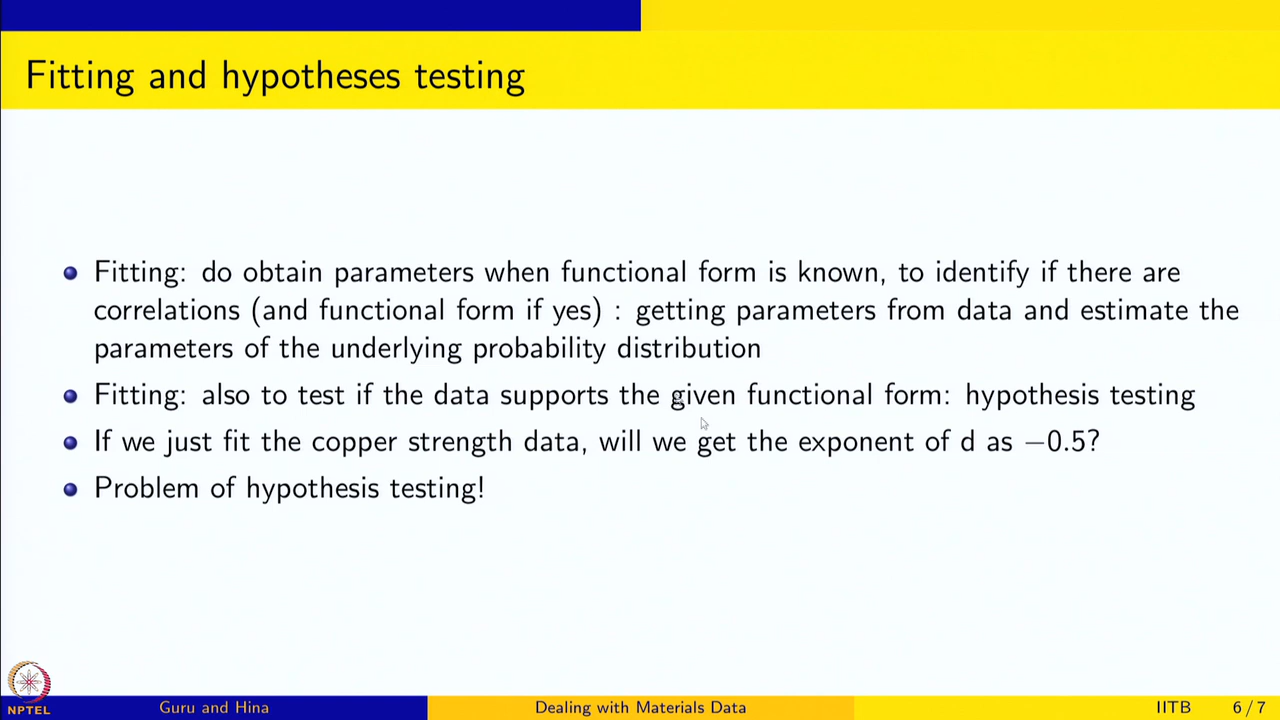 Fitting and hypotheses testing
Fitting: do obtain parameters when functional form is known, to identify if there are
correlations (and functional form if yes) : getting parameters from data and estimate the
parameters of the underlying probability distribution
Fitting: also to test if the data supports the given functional form: hypothesis testing
If we just fit the copper strength data, will we get the exponent of d as −0.5?
Problem of hypothesis testing!
NPTEL
Guru and Hina
Dealing with Materials Data
IITB
6 / 7